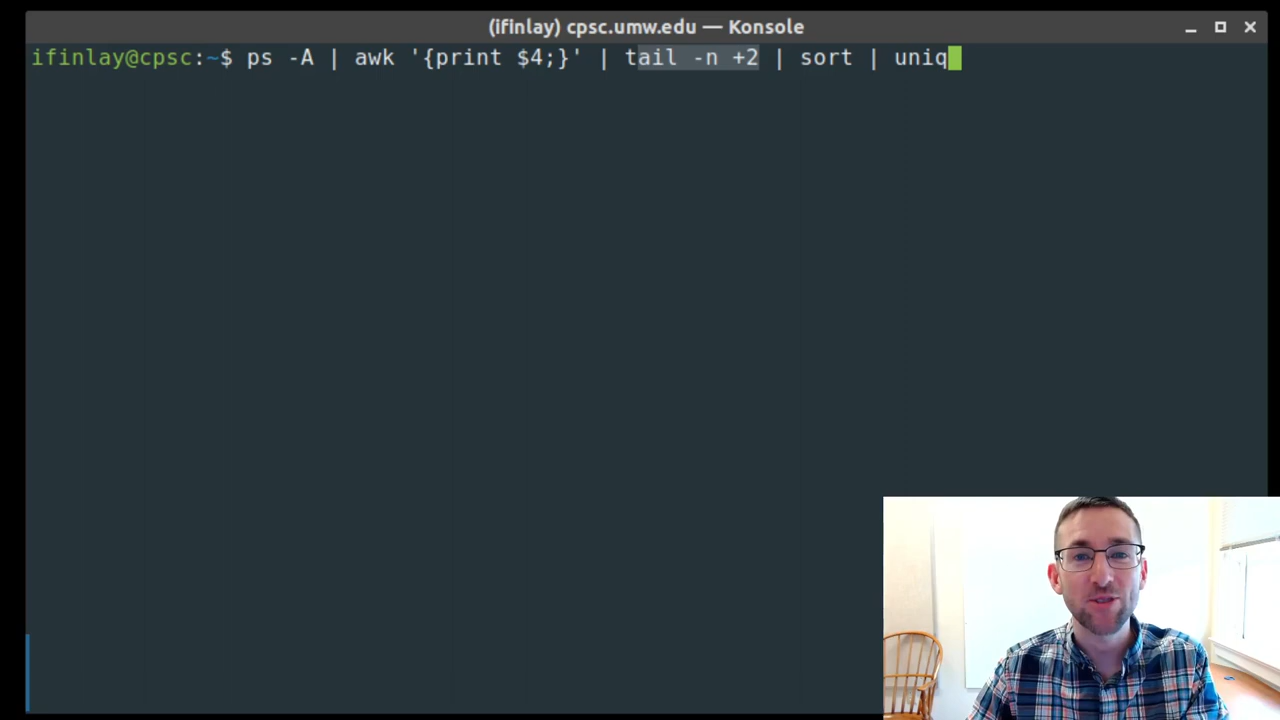 (ifinlay) cpsc.umw.edu — Konsole
ifinlay@cpsc:~$ ps -A | awk '{print $4;}' | tail -n +2 | sort | uniq